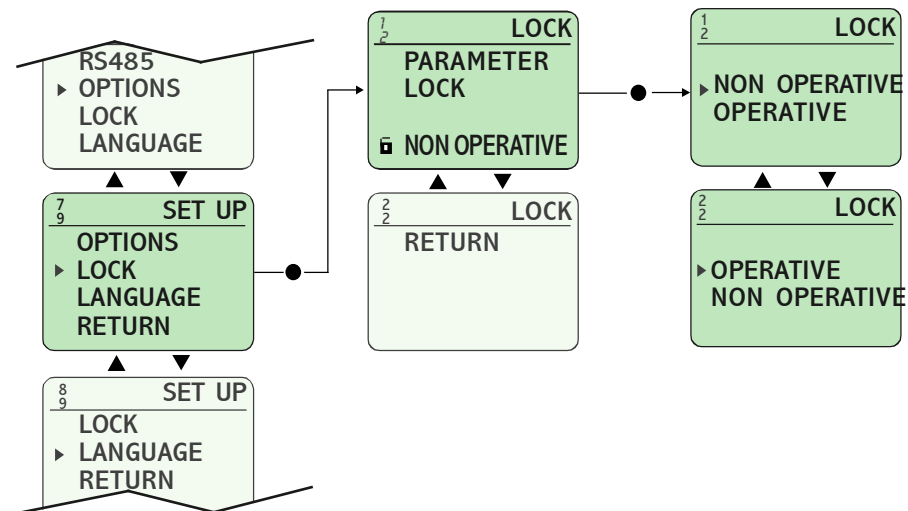 RS485
OPTIONS
LOCK
LANGUAGE
7/9 SET UP
OPTIONS
LOCK
LANGUAGE
RETURN
8/9 SET UP
LOCK
LANGUAGE
RETURN
1/2 LOCK
PARAMETER
LOCK
NON OPERATIVE
2/2 LOCK
RETURN
1/2 LOCK
NON OPERATIVE
OPERATIVE
2/2 LOCK
OPERATIVE
NON OPERATIVE